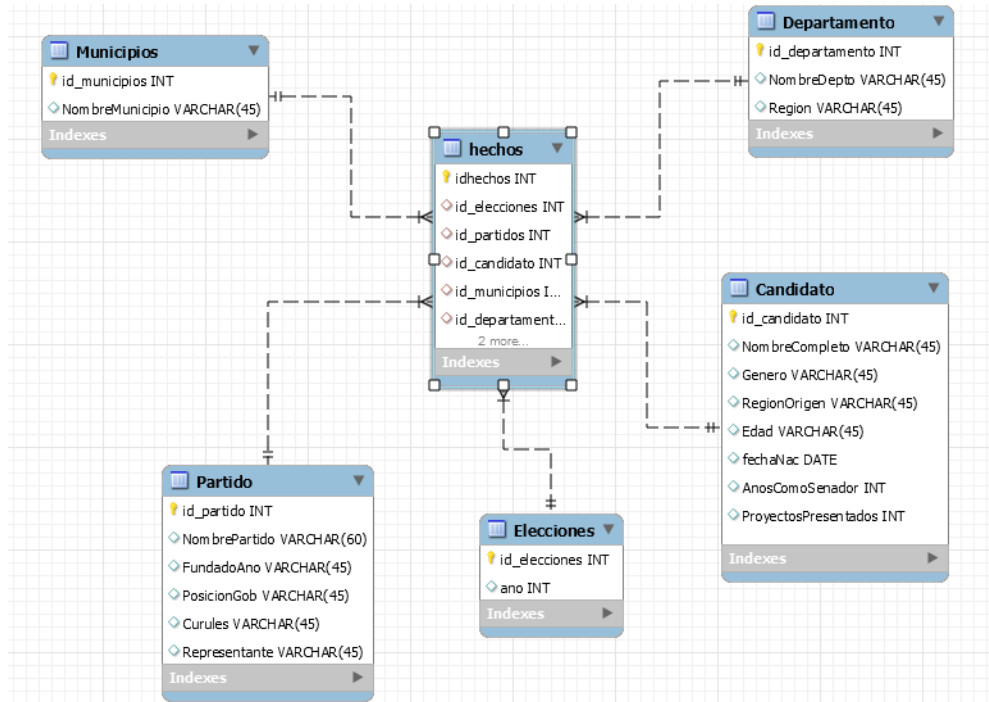 Municipios
id_municipios INT
NombreMunicipio VARCHAR(45)
Indexes
Departamento
id_departamento INT
NombreDepto VARCHAR(45)
Region VARCHAR(45)
Indexes
hechos
idhechos INT
id_elecciones INT
id_partidos INT
id_candidato INT
id_municipios I...
id_departament...
2 more...
Indexes
Candidato
id_candidato INT
NombreCompleto VARCHAR(45)
Genero VARCHAR(45)
RegionOrigen VARCHAR(45)
Edad VARCHAR(45)
fechaNac DATE
AnosComoSenador INT
ProyectosPresentados INT
Indexes
Partido
id_partido INT
NombrePartido VARCHAR(60)
FundadoAno VARCHAR(45)
PosicionGob VARCHAR(45)
Curules VARCHAR(45)
Representante VARCHAR(45)
Indexes
Elecciones
id_elecciones INT
ano INT
Indexes